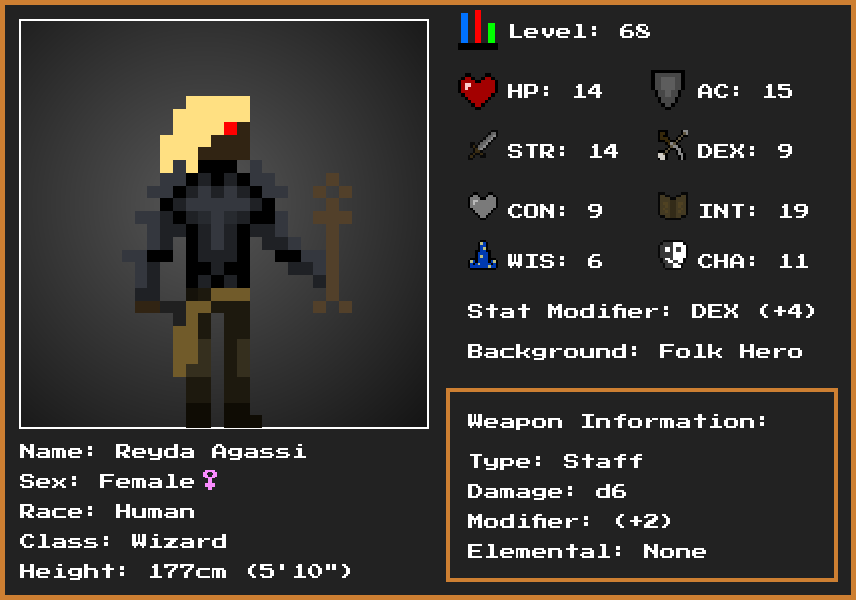 Level: 68
HP: 14
AC: 15
STR: 14
DEX: 9
CON: 9
INT: 19
WIS: 6
CHA: 11
Stat Modifier: DEX (+4)
Background: Folk Hero
Weapon Information:
Type: Staff
Damage: d6
Modifier: (+2)
Elemental: None
Name: Reyda Agassi
Sex: Female♀
Race: Human
Class: Wizard
Height: 177cm (5'10")